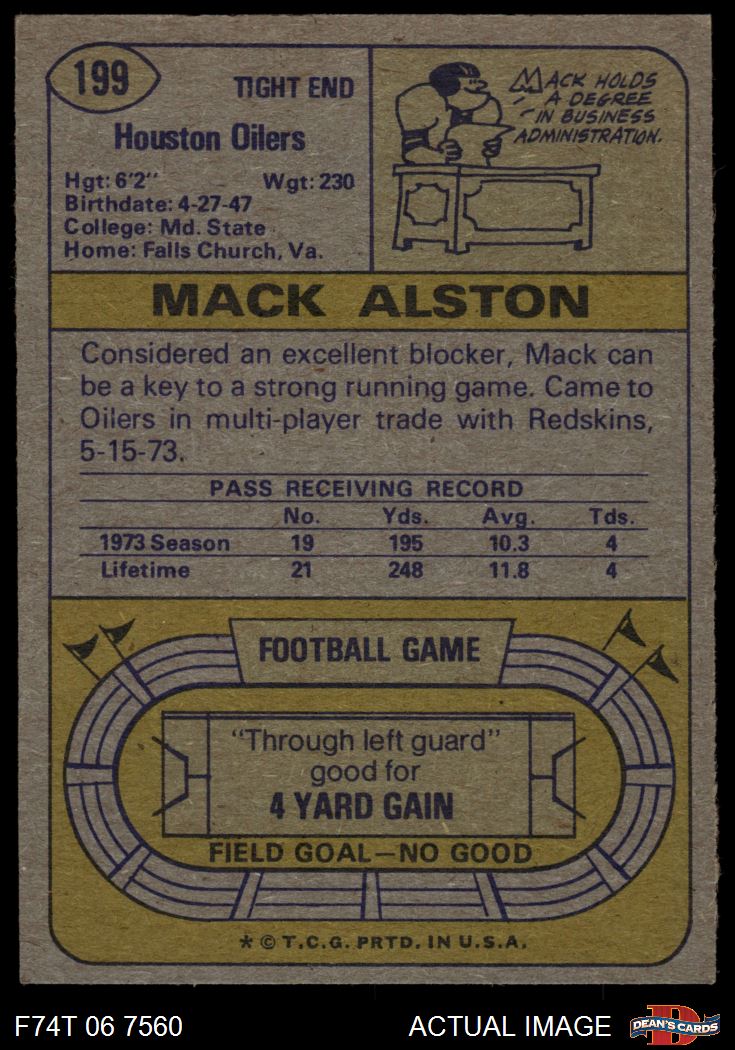 199
TIGHT END
Houston Oilers
Hgt: 6'2" Wgt: 230
Birthdate: 4-27-47
College: Md. State
Home: Falls Church, Va.
MACK HOLDS
A DEGREE
IN BUSINESS
ADMINISTRATION.
MACK ALSTON
Considered an excellent blocker, Mack can
be a key to a strong running game. Came to
Oilers in multi-player trade with Redskins,
5-15-73.
PASS RECEIVING RECORD
No. Yds. Avg. Tds.
1973 Season 19 195 10.3 4
Lifetime 21 248 11.8 4
FOOTBALL GAME
"Through left guard"
good for
4 YARD GAIN
FIELD GOAL—NO GOOD
* © T.C.G. PRTD. IN U.S.A.
F74T 06 7560 ACTUAL IMAGE
D
DEAN'S CARDS